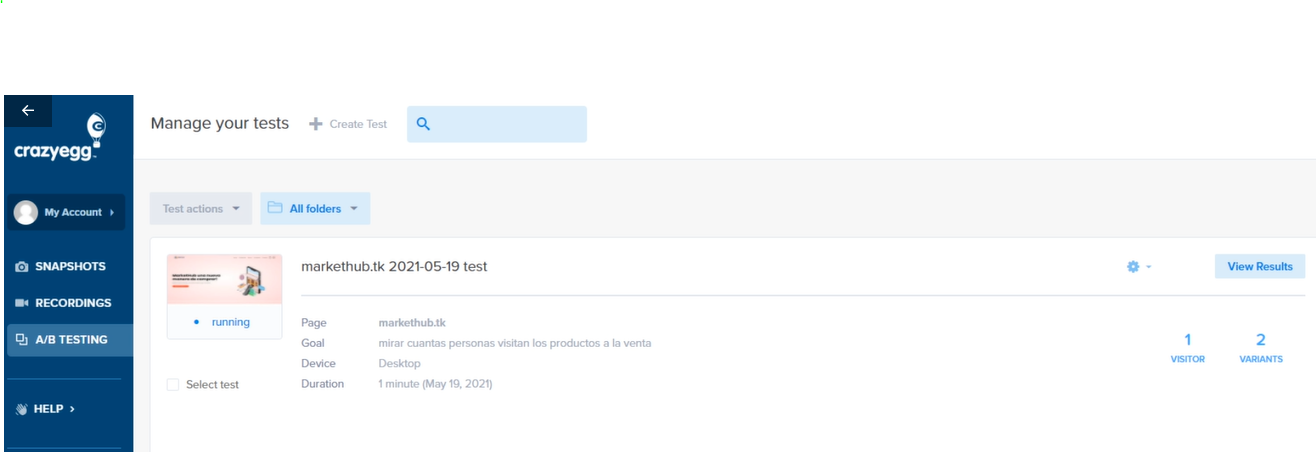 Manage your tests
Create Test
crazyegg
My Account
SNAPSHOTS
RECORDINGS
A/B TESTING
HELP
Test actions
All folders
markethub.tk 2021-05-19 test
View Results
running
Select test
Page markethub.tk
Goal mirar cuantas personas visitan los productos a la venta
Device Desktop
Duration 1 minute (May 19, 2021)
1
VISITOR
2
VARIANTS